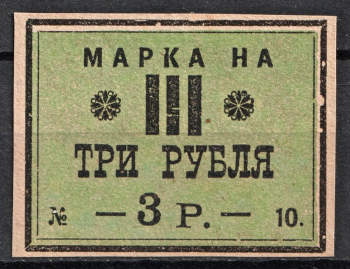 МАРКА НА
III
ТРИ РУБЛЯ
№ — 3 Р. — 10.